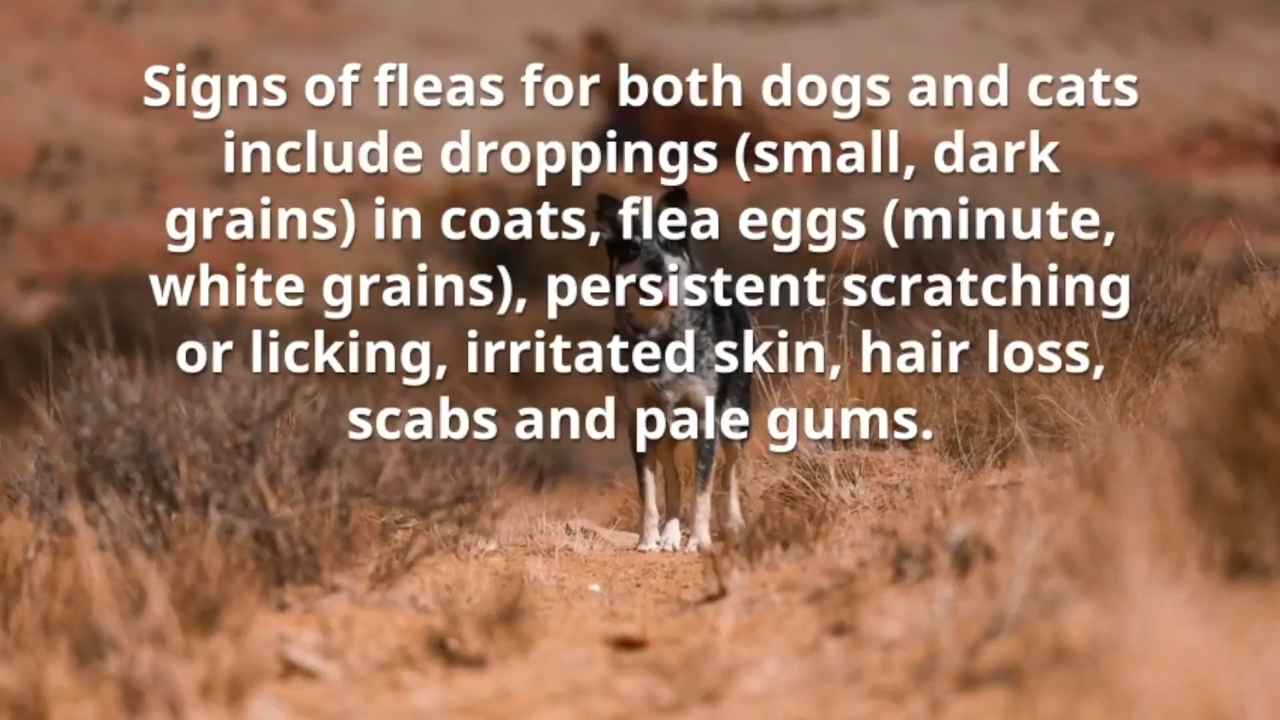 Signs of fleas for both dogs and cats
include droppings (small, dark
grains) in coats, flea eggs (minute,
white grains), persistent scratching
or licking, irritated skin, hair loss,
scabs and pale gums.